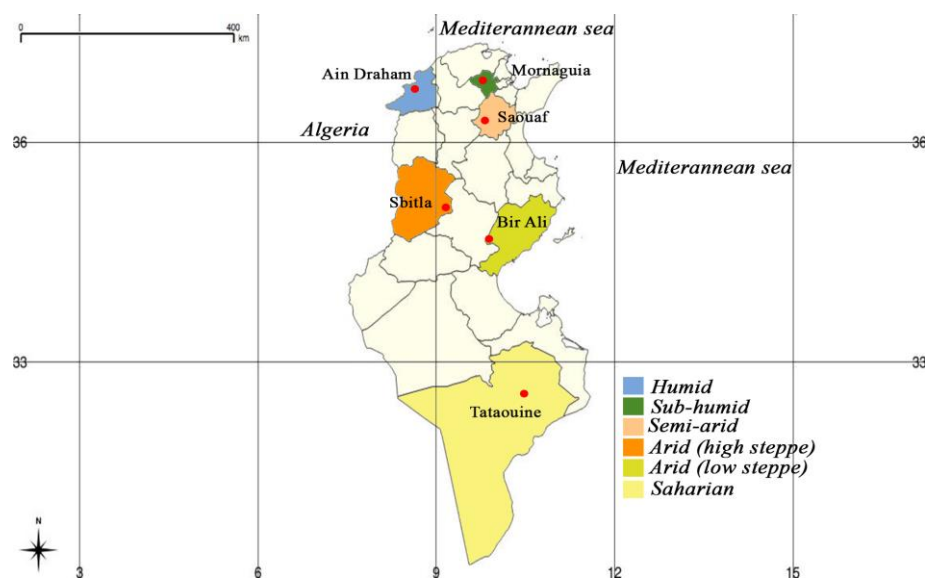 0 400
km
Mediterannean sea
Ain Draham
Mornaguia
Saouaf
Algeria
36 36
Mediterannean sea
Sbitla
Bir Ali
33 33
Tataouine
Humid
Sub-humid
Semi-arid
Arid (high steppe)
Arid (low steppe)
Saharian
N
3 9 12 15